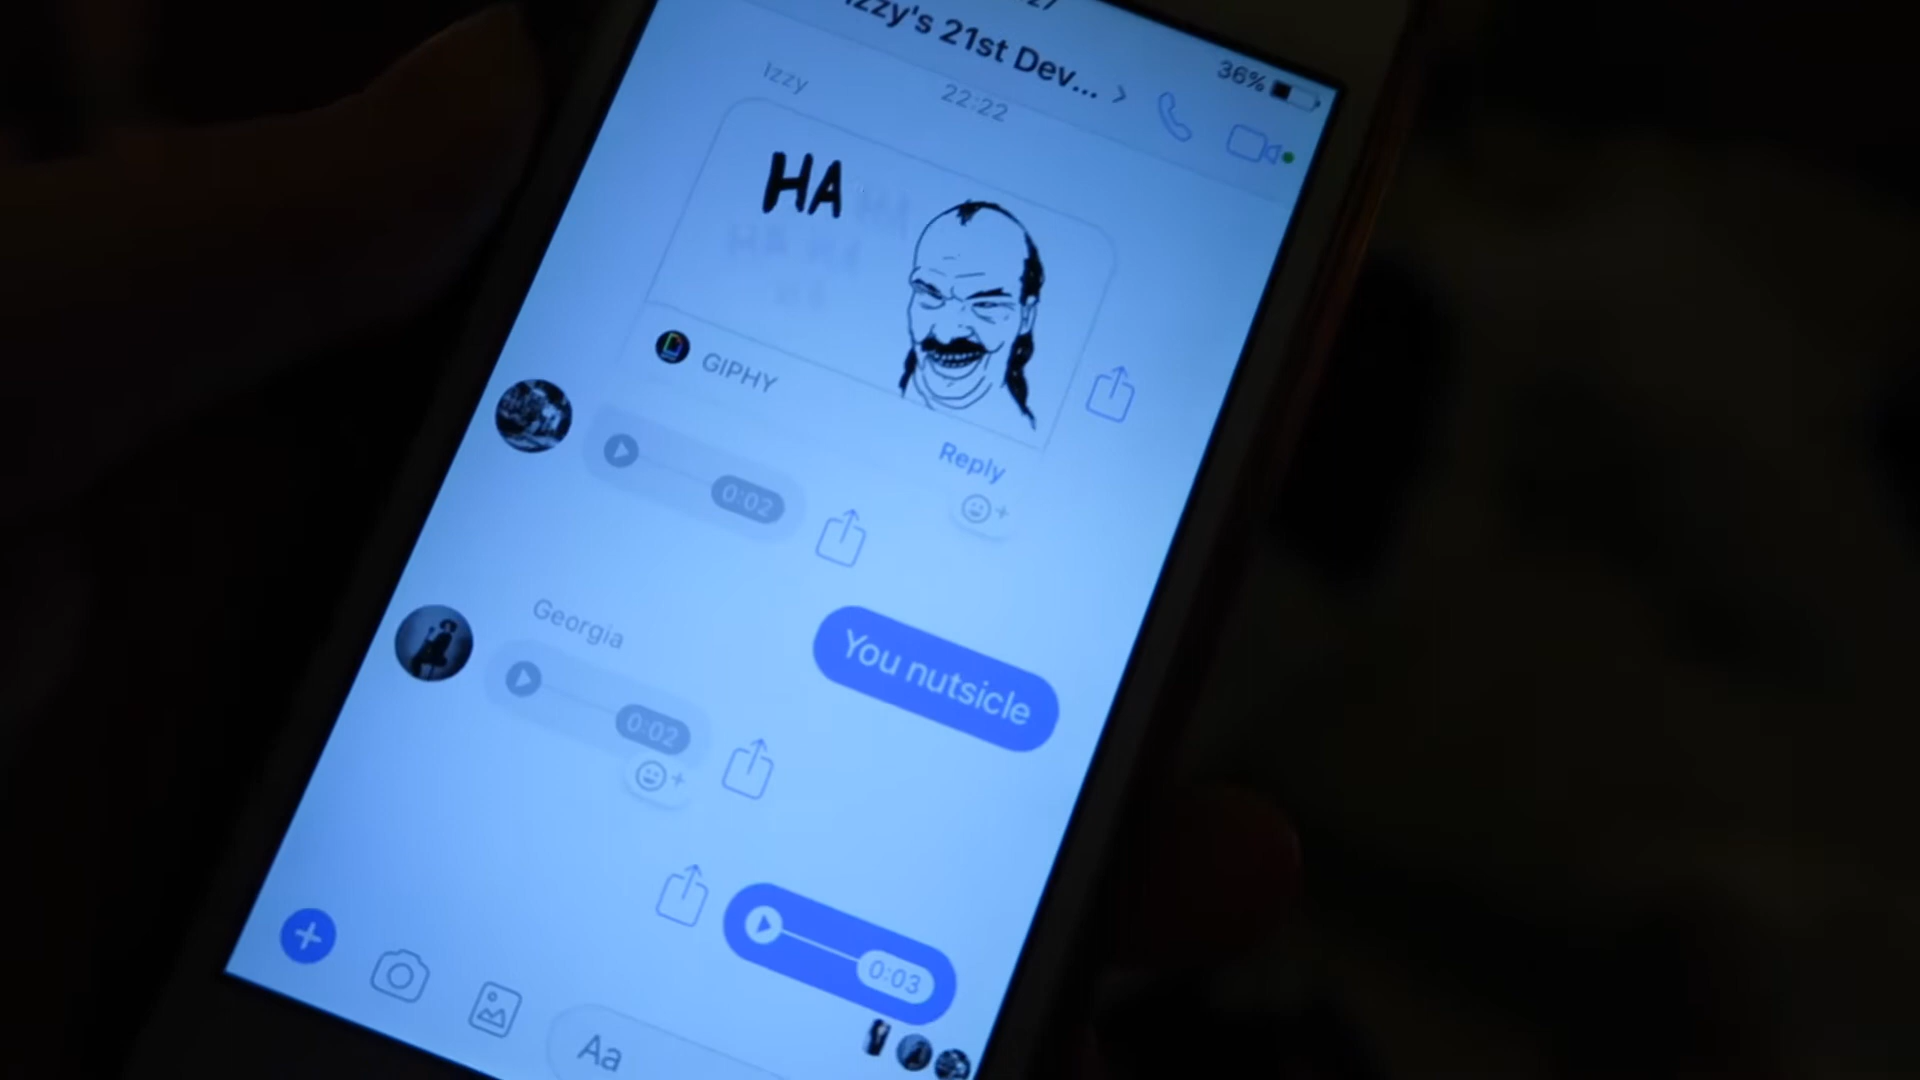 Izzy's 21st Dev...
36%
Izzy
22:22
HA
GIPHY
0:02
Reply
You nutsicle
Georgia
0:02
0:03
Aa